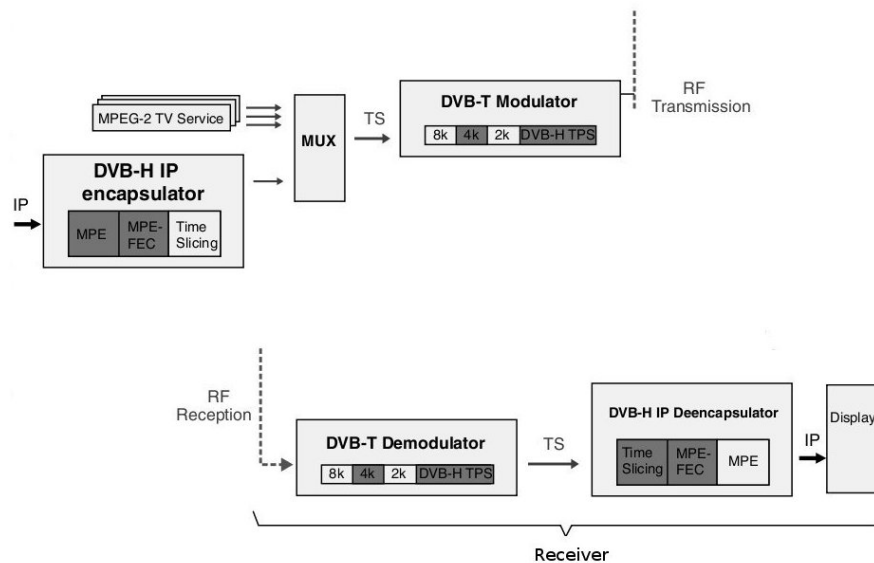 MPEG-2 TV Service
MUX
TS
DVB-T Modulator
8k 4k 2k DVB-H TPS
RF
Transmission
IP
DVB-H IP
encapsulator
MPE
MPE-
FEC
Time
Slicing
RF
Reception
DVB-T Demodulator
8k 4k 2k DVB-H TPS
TS
DVB-H IP Deencapsulator
Time
Slicing
MPE-
FEC
MPE
IP
Display
Receiver